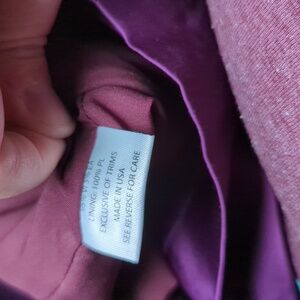 LINING: 100% PL
EXCLUSIVE OF TRIMS
MADE IN USA
SEE REVERSE FOR CARE